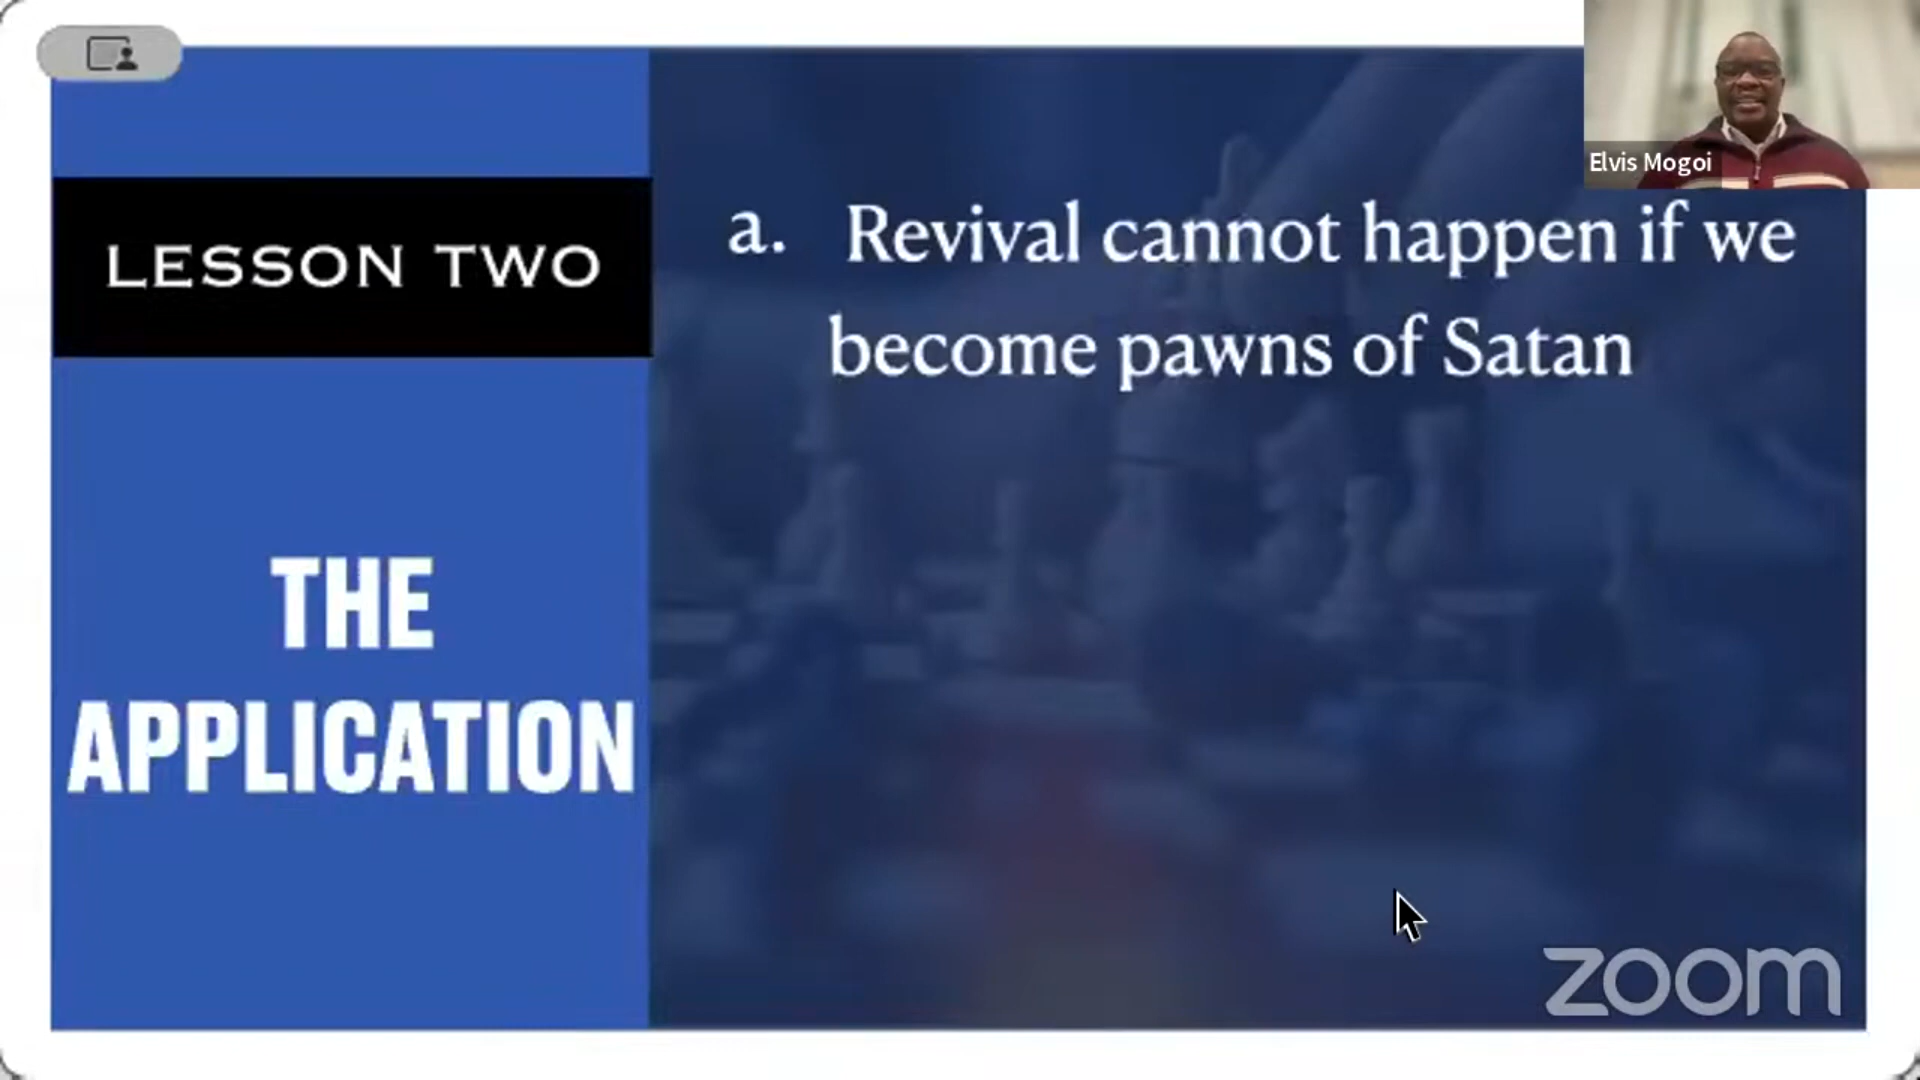 Elvis Mogoi
LESSON TWO
THE
APPLICATION
a. Revival cannot happen if we
become pawns of Satan
zoom